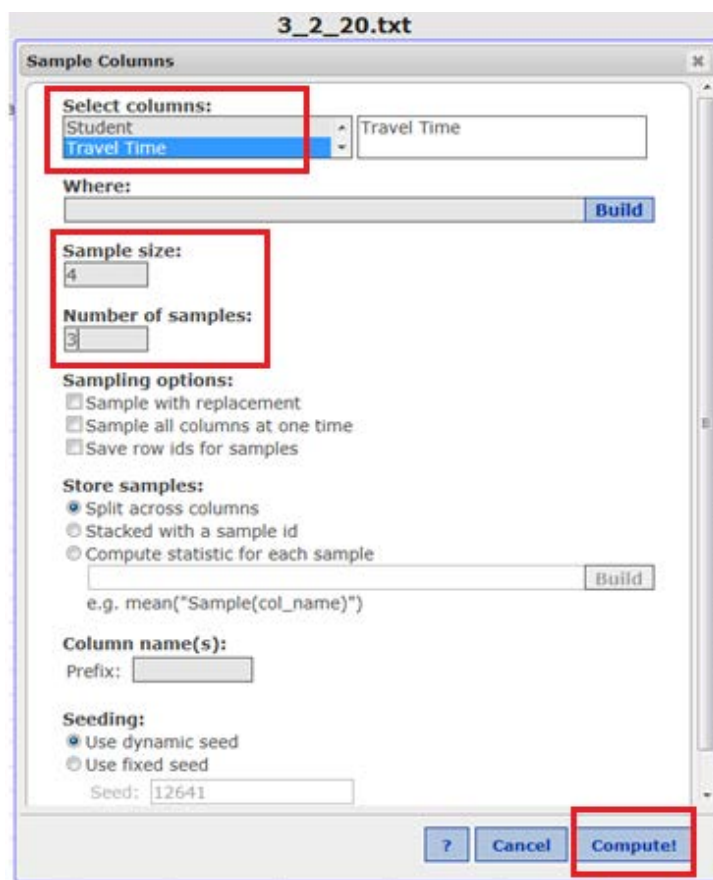 3_2_20.txt
Sample Columns
Select columns:
Student
Travel Time
Travel Time
Where:
Build
Sample size:
4
Number of samples:
3
Sampling options:
Sample with replacement
Sample all columns at one time
Save row ids for samples
Store samples:
Split across columns
Stacked with a sample id
Compute statistic for each sample
Build
e.g. mean("Sample(col_name)")
Column name(s):
Prefix:
Seeding:
Use dynamic seed
Use fixed seed
Seed: 12641
? Cancel Compute!